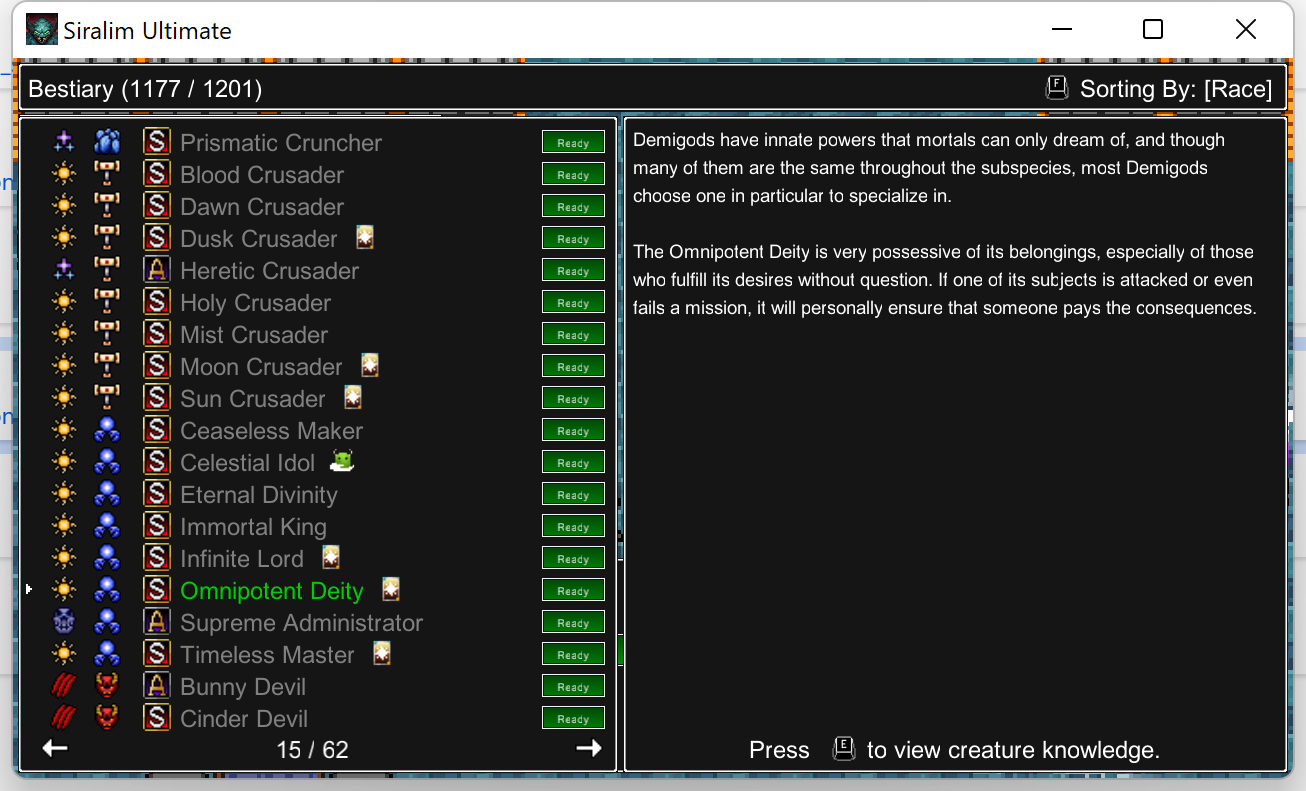 Siralim Ultimate
Bestiary (1177 / 1201)
F Sorting By: [Race]
S Prismatic Cruncher Ready
S Blood Crusader Ready
S Dawn Crusader Ready
S Dusk Crusader Ready
A Heretic Crusader Ready
S Holy Crusader Ready
S Mist Crusader Ready
S Moon Crusader Ready
S Sun Crusader Ready
S Ceaseless Maker Ready
S Celestial Idol Ready
S Eternal Divinity Ready
S Immortal King Ready
S Infinite Lord Ready
S Omnipotent Deity Ready
A Supreme Administrator Ready
S Timeless Master Ready
A Bunny Devil Ready
S Cinder Devil Ready
15 / 62
Demigods have innate powers that mortals can only dream of, and though
many of them are the same throughout the subspecies, most Demigods
choose one in particular to specialize in.
The Omnipotent Deity is very possessive of its belongings, especially of those
who fulfill its desires without question. If one of its subjects is attacked or even
fails a mission, it will personally ensure that someone pays the consequences.
Press E to view creature knowledge.